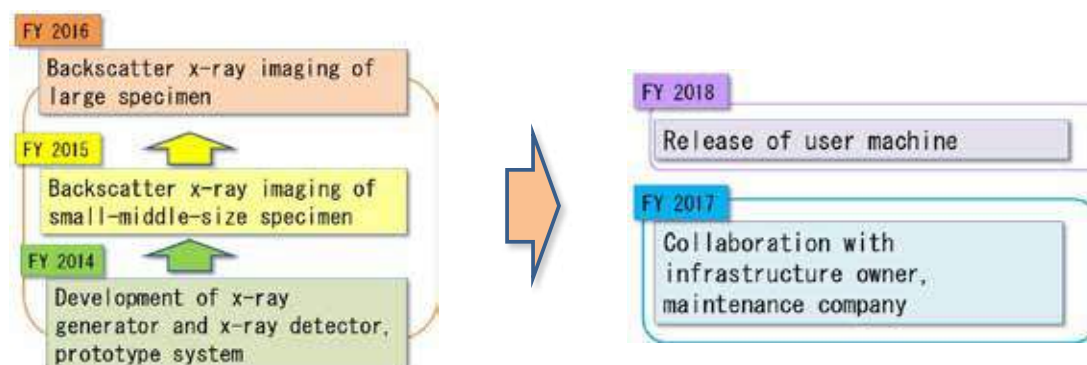 FY 2016
Backscatter x-ray imaging of
large specimen
FY 2015
Backscatter x-ray imaging of
small-middle-size specimen
FY 2014
Development of x-ray
generator and x-ray detector,
prototype system
FY 2018
Release of user machine
FY 2017
Collaboration with
infrastructure owner,
maintenance company